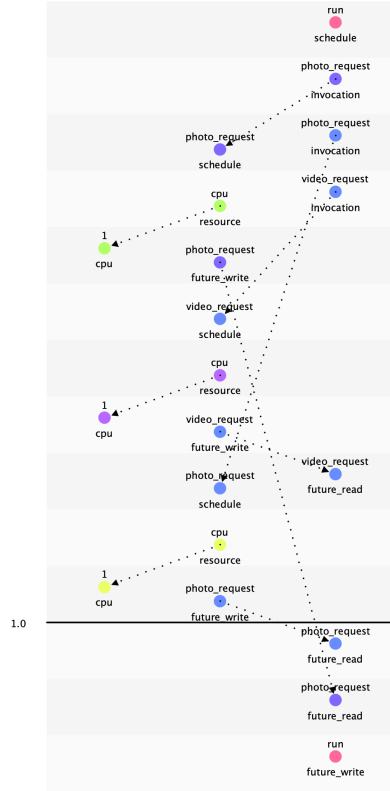 run
schedule
photo_request
invocation
photo_request
invocation
photo_request
schedule
video_request
invocation
cpu
resource
1
cpu
photo_request
future_write
video_request
schedule
cpu
resource
1
cpu
video_request
future_write
video_request
future_read
photo_request
schedule
cpu
resource
1
cpu
photo_request
future_write
1.0
photo_request
future_read
photo_request
future_read
run
future_write